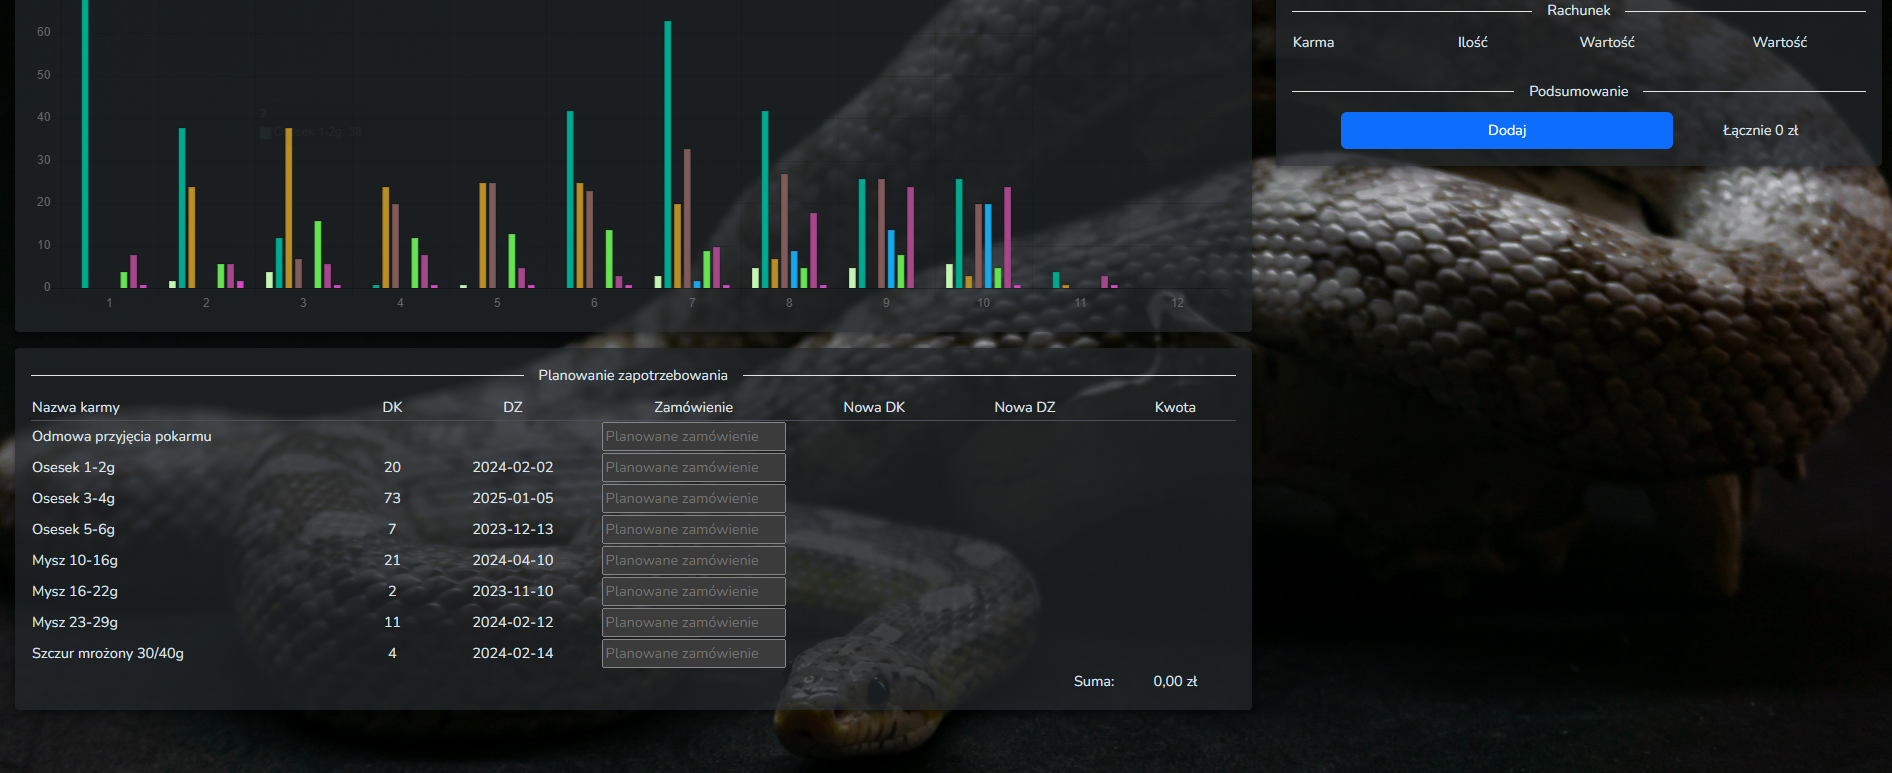 60
50
40
30
20
10
0
2
Osesek 1-2g: 38
1 2 3 4 5 6 7 8 9 10 11 12
Rachunek
Karma Ilość Wartość Wartość
Podsumowanie
Dodaj Łącznie 0 zł
Planowanie zapotrzebowania
Nazwa karmy DK DZ Zamówienie Nowa DK Nowa DZ Kwota
Odmowa przyjęcia pokarmu Planowane zamówienie
Osesek 1-2g 20 2024-02-02 Planowane zamówienie
Osesek 3-4g 73 2025-01-05 Planowane zamówienie
Osesek 5-6g 7 2023-12-13 Planowane zamówienie
Mysz 10-16g 21 2024-04-10 Planowane zamówienie
Mysz 16-22g 2 2023-11-10 Planowane zamówienie
Mysz 23-29g 11 2024-02-12 Planowane zamówienie
Szczur mrożony 30/40g 4 2024-02-14 Planowane zamówienie
Suma: 0,00 zł